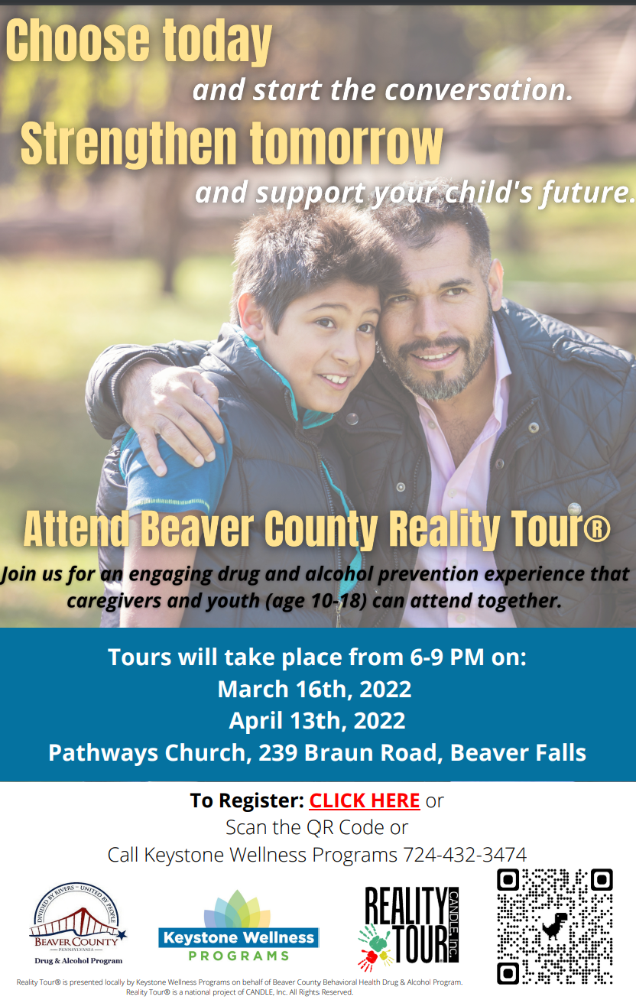 Choose today
and start the conversation.
Strengthen tomorrow
and support your child's future.
Attend Beaver County Reality Tour®
Join us for an engaging drug and alcohol prevention experience that
caregivers and youth (age 10-18) can attend together.
Tours will take place from 6-9 PM on:
March 16th, 2022
April 13th, 2022
Pathways Church, 239 Braun Road, Beaver Falls
To Register: CLICK HERE or
Scan the QR Code or
Call Keystone Wellness Programs 724-432-3474
DIVIDED BY RIVERS ~ UNITED BY PEOPLE
BEAVER COUNTY
PENNSYLVANIA
Drug & Alcohol Program
Keystone Wellness
PROGRAMS
REALITY
TOUR®
CANDLE, Inc.
Reality Tour® is presented locally by Keystone Wellness Programs on behalf of Beaver County Behavioral Health Drug & Alcohol Program.
Reality Tour® is a national project of CANDLE, Inc. All Rights Reserved.